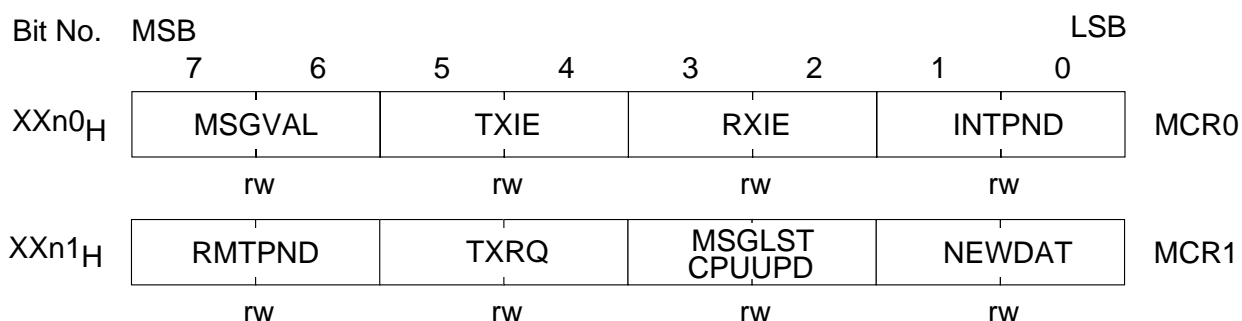 Bit No. MSB LSB
7 6 5 4 3 2 1 0
XXn0H MSGVAL TXIE RXIE INTPND MCR0
rw rw rw rw
XXn1H RMTPND TXRQ MSGLST CPUUPD NEWDAT MCR1
rw rw rw rw